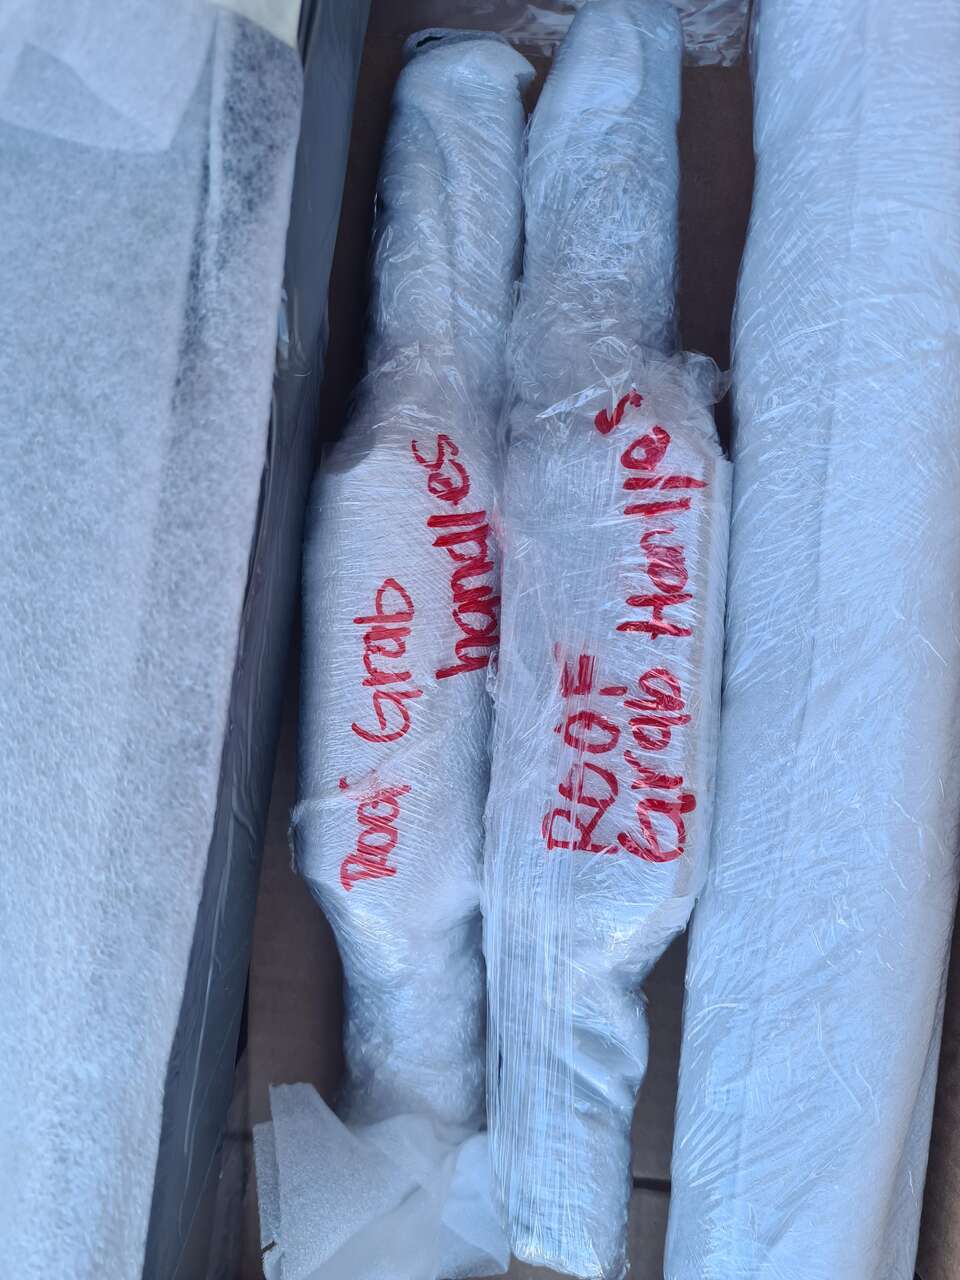 Roof Grab
handles
ROOF
Grab Handles